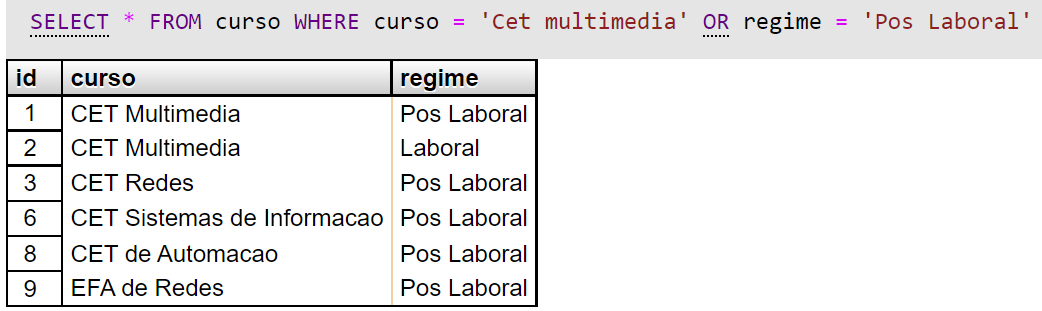 SELECT * FROM curso WHERE curso = 'Cet multimedia' OR regime = 'Pos Laboral'
id curso regime
1 CET Multimedia Pos Laboral
2 CET Multimedia Laboral
3 CET Redes Pos Laboral
6 CET Sistemas de Informacao Pos Laboral
8 CET de Automacao Pos Laboral
9 EFA de Redes Pos Laboral